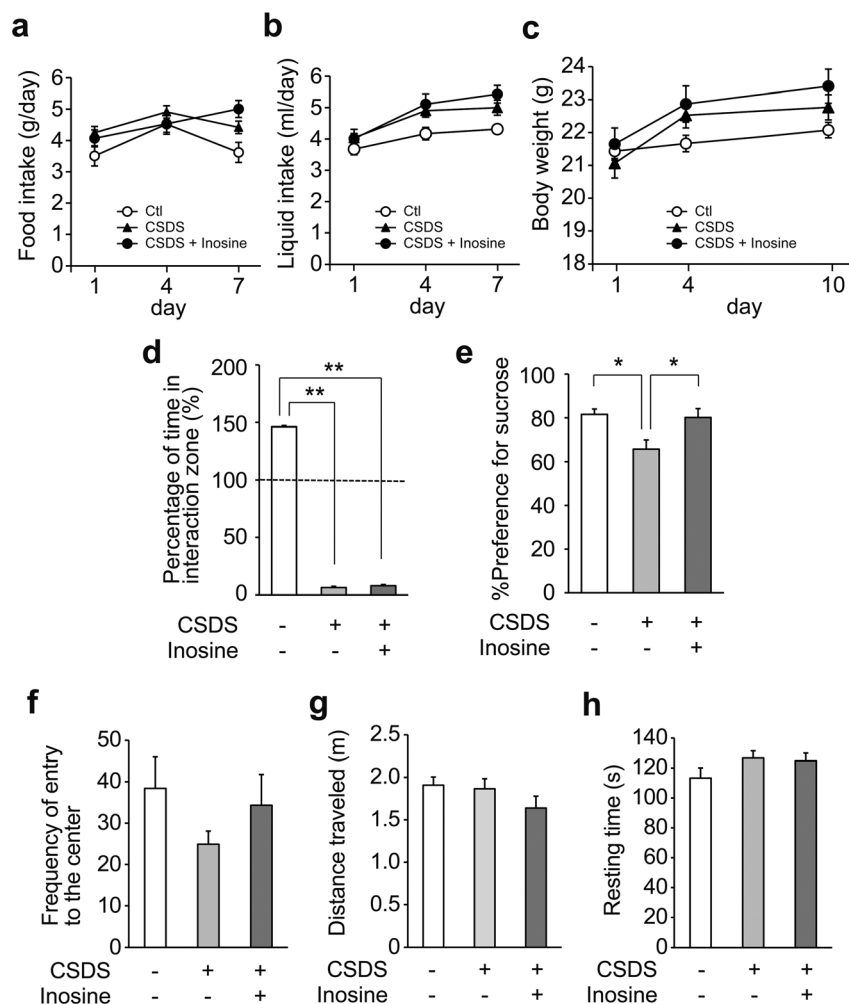 a
Food intake (g/day)
6
5
4
3
2
1
0
Ctl
CSDS
CSDS + Inosine
1 4 7
day
b
Liquid intake (ml/day)
6
5
4
3
2
1
0
Ctl
CSDS
CSDS + Inosine
1 4 7
day
c
Body weight (g)
24
23
22
21
20
19
18
Ctl
CSDS
CSDS + Inosine
1 4 10
day
d
Percentage of time in
interaction zone (%)
200
150
100
50
0
**
**
CSDS - + +
Inosine - - +
e
%Preference for sucrose
100
80
60
40
20
0
* *
CSDS - + +
Inosine - - +
f
Frequency of entry
to the center
50
40
30
20
10
0
CSDS - + +
Inosine - - +
g
Distance traveled (m)
2.5
2.0
1.5
1.0
0.5
0
CSDS - + +
Inosine - - +
h
Resting time (s)
140
120
100
80
60
40
20
0
CSDS - + +
Inosine - - +